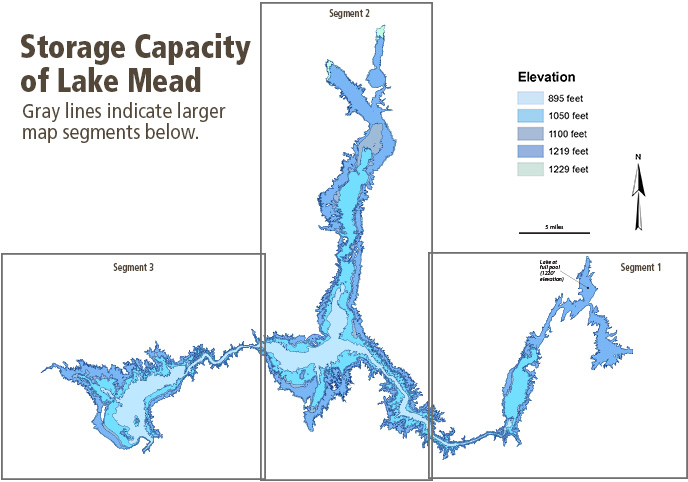 Segment 2
Storage Capacity
of Lake Mead
Gray lines indicate larger
map segments below.
Elevation
895 feet
1050 feet
1100 feet
1219 feet
1229 feet
N
5 miles
Segment 3
Segment 1
Lake at
full pool
(1220'
elevation)